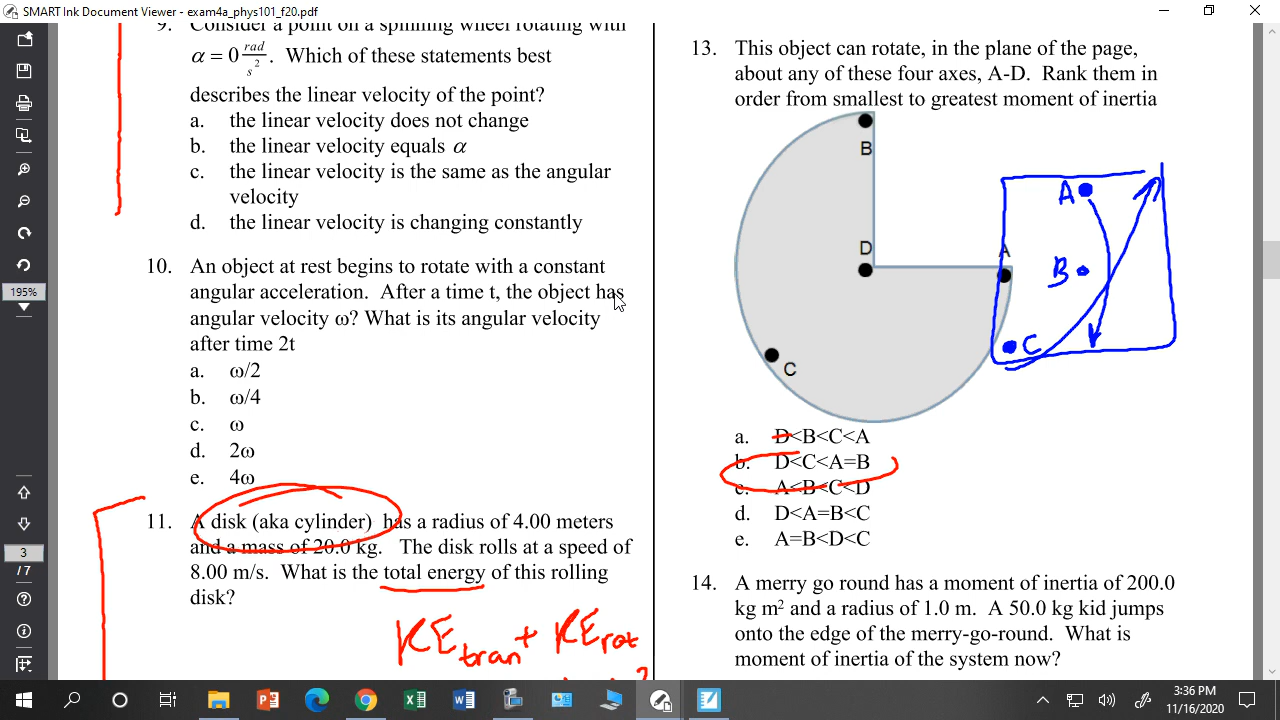 SMART Ink Document Viewer - exam4a_phys101_f20.pdf
9. Consider a point on a spinning wheel rotating with
α = 0 rad/s². Which of these statements best
describes the linear velocity of the point?
a. the linear velocity does not change
b. the linear velocity equals α
c. the linear velocity is the same as the angular
velocity
d. the linear velocity is changing constantly
10. An object at rest begins to rotate with a constant
angular acceleration. After a time t, the object has
angular velocity ω? What is its angular velocity
after time 2t
a. ω/2
b. ω/4
c. ω
d. 2ω
e. 4ω
11. A disk (aka cylinder) has a radius of 4.00 meters
and a mass of 20.0 kg. The disk rolls at a speed of
8.00 m/s. What is the total energy of this rolling
disk?
KEtran + KErot
13. This object can rotate, in the plane of the page,
about any of these four axes, A-D. Rank them in
order from smallest to greatest moment of inertia
B
D
A
C
A
B
C
a. D<B<C<A
b. D<C<A=B
c. A<B<C<D
d. D<A=B<C
e. A=B<D<C
14. A merry go round has a moment of inertia of 200.0
kg m² and a radius of 1.0 m. A 50.0 kg kid jumps
onto the edge of the merry-go-round. What is
moment of inertia of the system now?
195%
3
/ 7
3:36 PM
11/16/2020